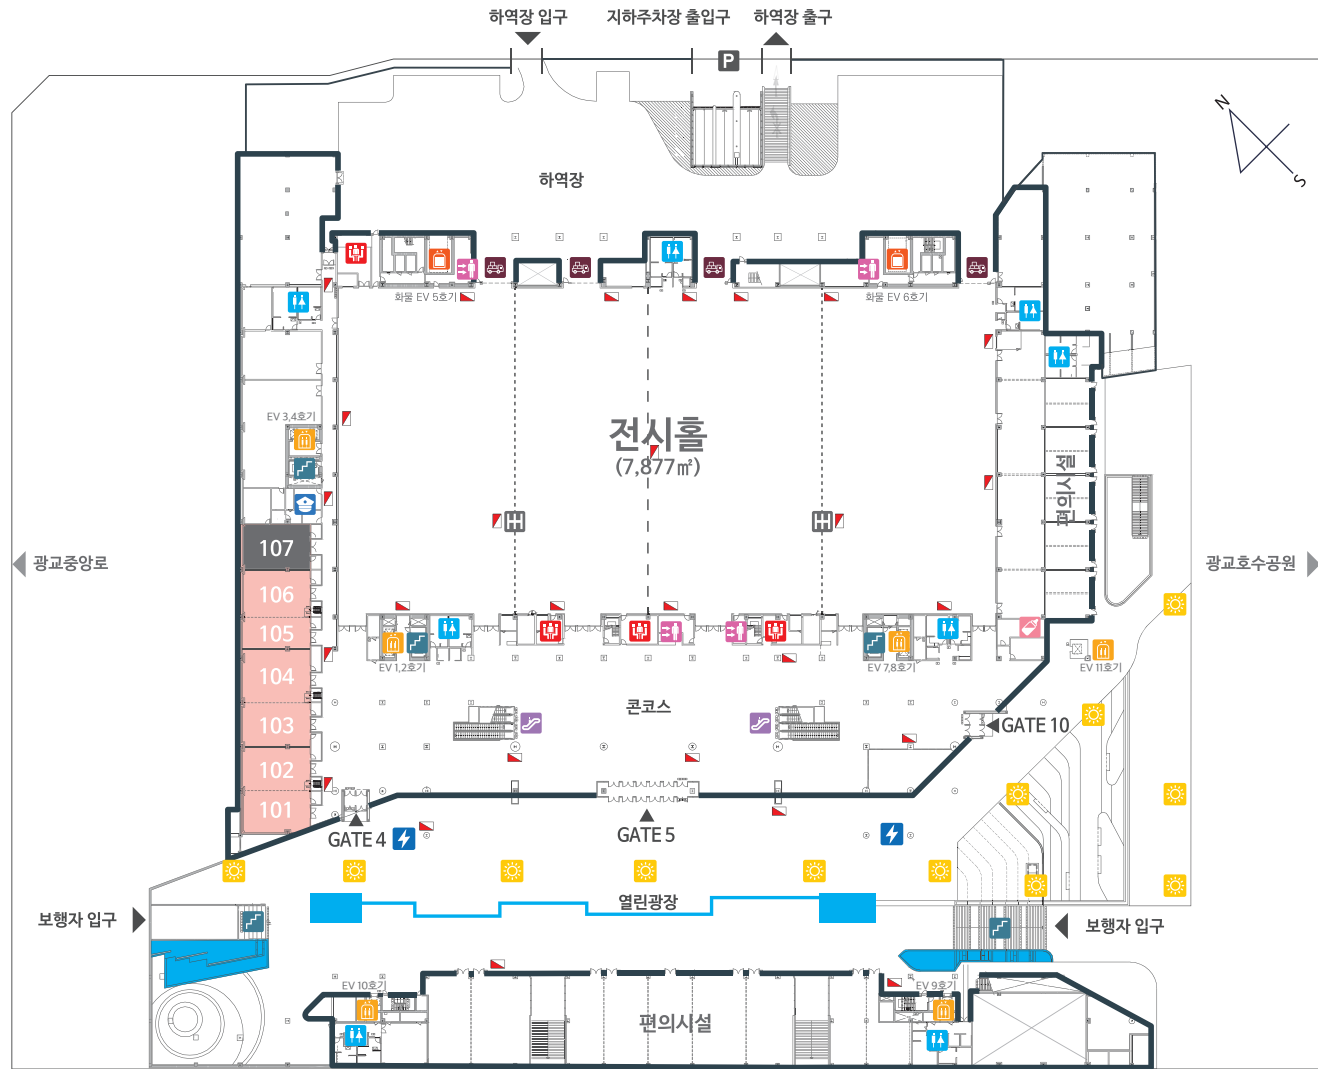 하역장 입구
지하주차장 출입구
하역장 출구
P
N
S
하역장
화물 EV 5호기
화물 EV 6호기
EV 3,4호기
전시홀
(7,877㎡)
편의시설
107
광교중앙로
광교호수공원
106
105
104
103
102
101
EV 1,2호기
EV 7,8호기
EV 11호기
콘코스
GATE 10
GATE 4
GATE 5
열린광장
보행자 입구
보행자 입구
EV 10호기
EV 9호기
편의시설